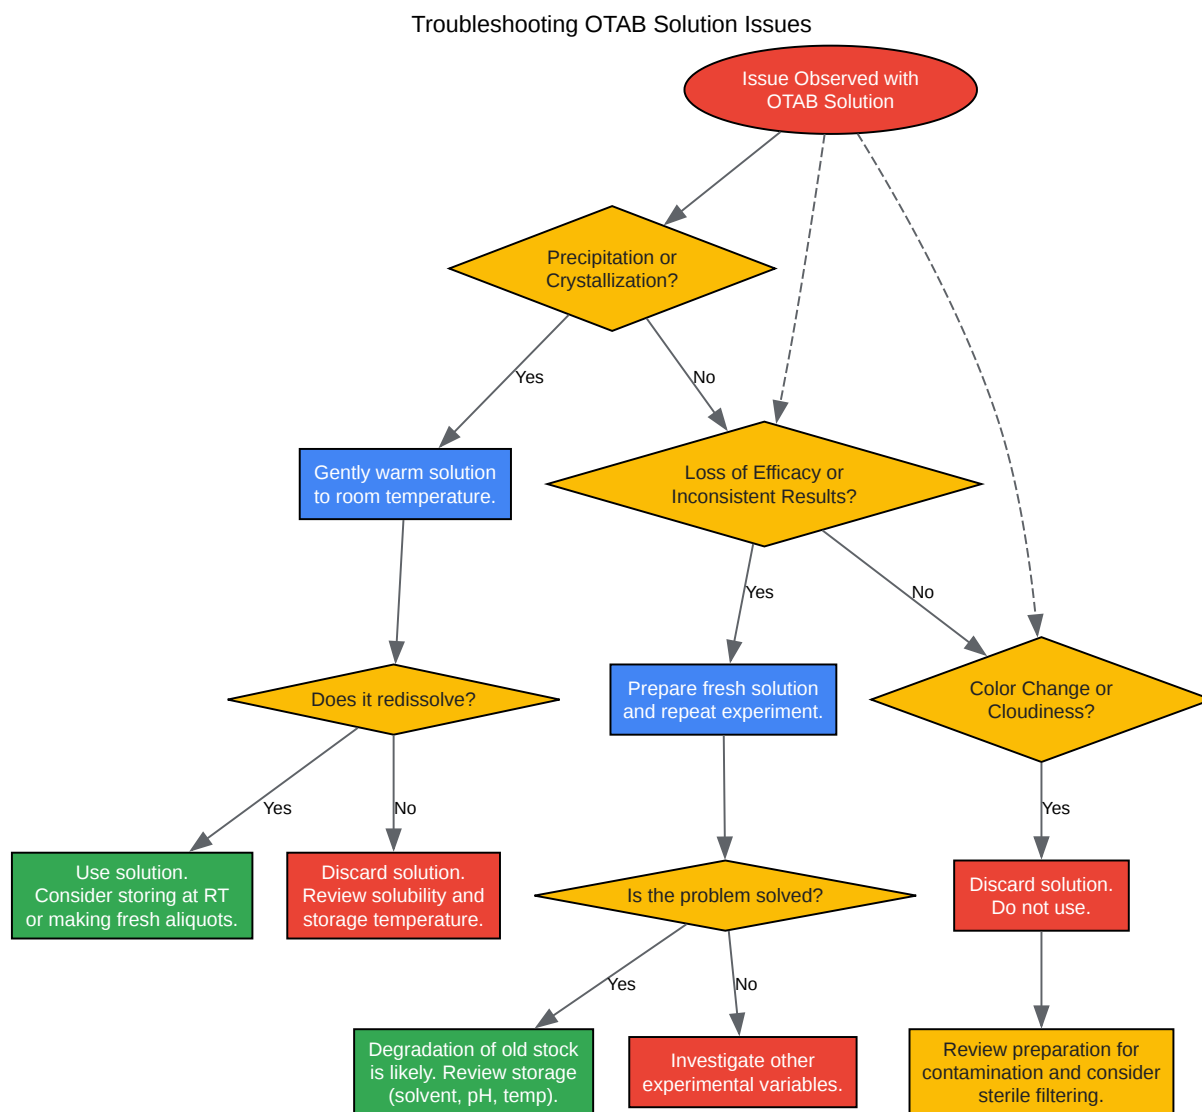 Troubleshooting OTAB Solution Issues
Issue Observed with
OTAB Solution
Precipitation or
Crystallization?
Yes
No
Gently warm solution
to room temperature.
Loss of Efficacy or
Inconsistent Results?
Yes
No
Does it redissolve?
Prepare fresh solution
and repeat experiment.
Color Change or
Cloudiness?
Yes
No
Yes
Use solution.
Consider storing at RT
or making fresh aliquots.
Discard solution.
Review solubility and
storage temperature.
Is the problem solved?
Discard solution.
Do not use.
Yes
No
Degradation of old stock
is likely. Review storage
(solvent, pH, temp).
Investigate other
experimental variables.
Review preparation for
contamination and consider
sterile filtering.